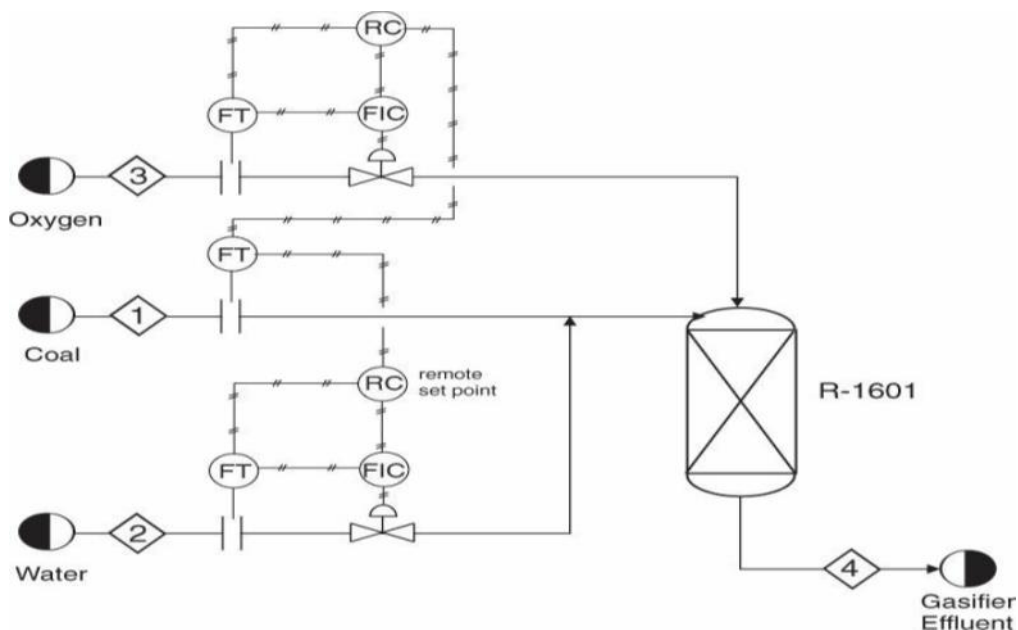 RC
FT
FIC
3
Oxygen
FT
1
Coal
RC
remote
set point
R-1601
FT
FIC
2
Water
4
Gasifier
Effluent